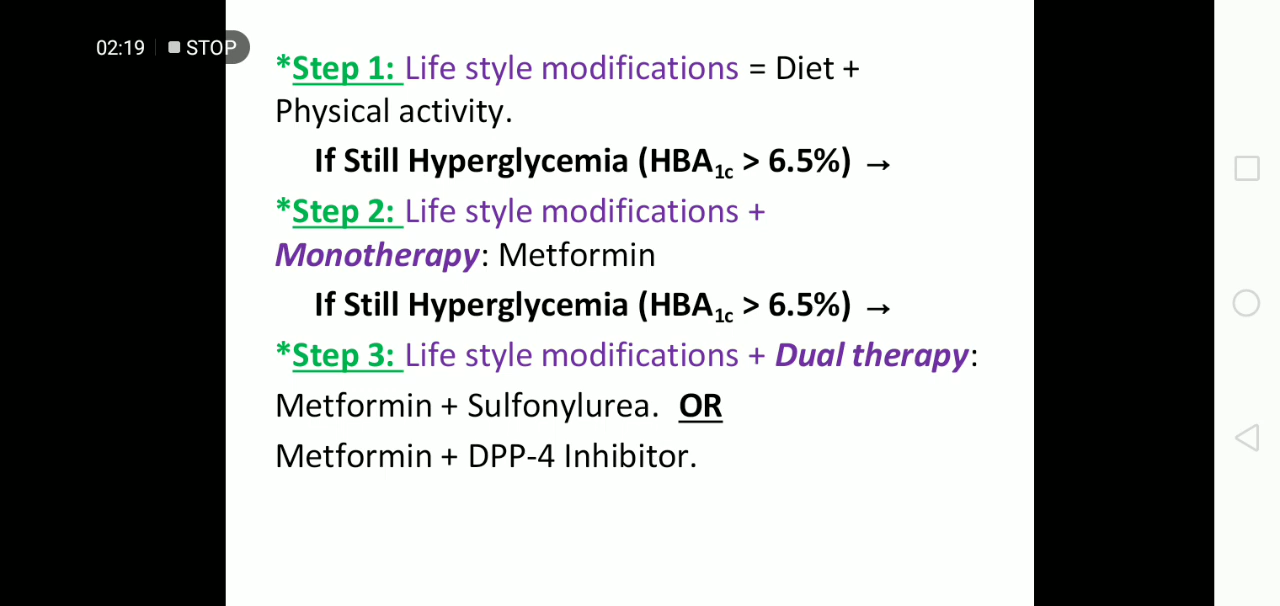 02:19 STOP
*Step 1: Life style modifications = Diet +
Physical activity.
If Still Hyperglycemia (HBA1c > 6.5%) →
*Step 2: Life style modifications +
Monotherapy: Metformin
If Still Hyperglycemia (HBA1c > 6.5%) →
*Step 3: Life style modifications + Dual therapy:
Metformin + Sulfonylurea. OR
Metformin + DPP-4 Inhibitor.